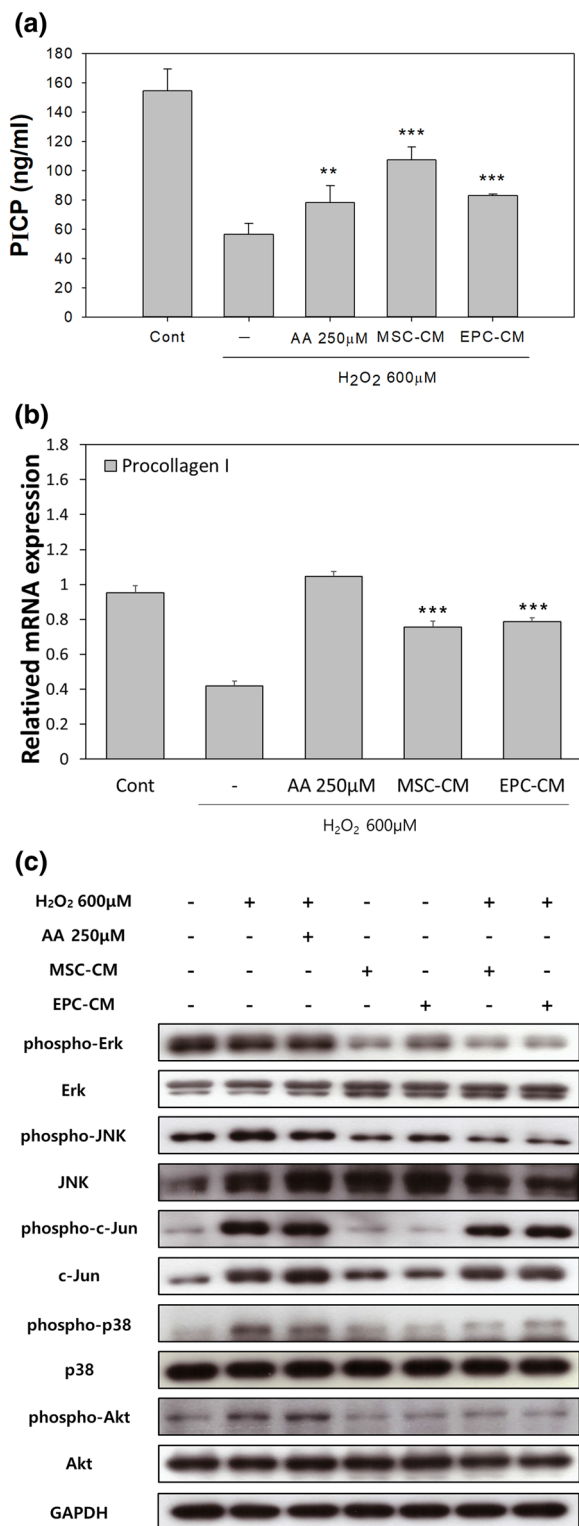 (a)
PICP (ng/ml)
180
160
140
120
100
80
60
40
20
0
**
***
***
Cont
—
AA 250μM
MSC-CM
EPC-CM
H₂O₂ 600μM
(b)
Relatived mRNA expression
1.8
1.6
1.4
1.2
1
0.8
0.6
0.4
0.2
0
Procollagen I
***
***
Cont
-
AA 250μM
MSC-CM
EPC-CM
H₂O₂ 600μM
(c)
H₂O₂ 600μM - + + - - + +
AA 250μM - - + - - - -
MSC-CM - - - + - + -
EPC-CM - - - - + - +
phospho-Erk
Erk
phospho-JNK
JNK
phospho-c-Jun
c-Jun
phospho-p38
p38
phospho-Akt
Akt
GAPDH